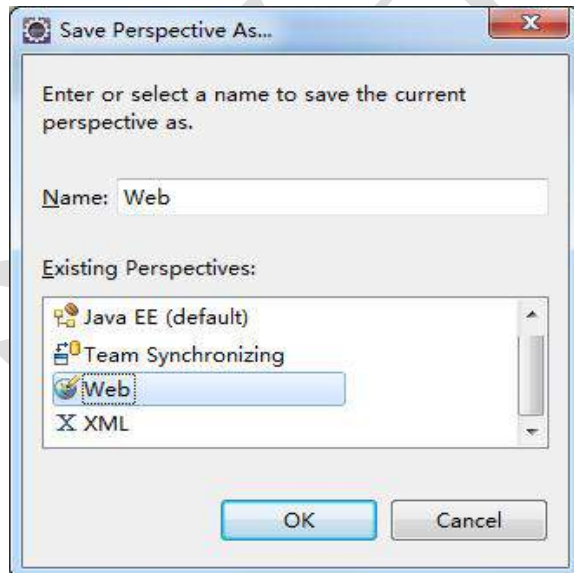 Save Perspective As...
Enter or select a name to save the current
perspective as.
Name: Web
Existing Perspectives:
Java EE (default)
Team Synchronizing
Web
X XML
OK Cancel